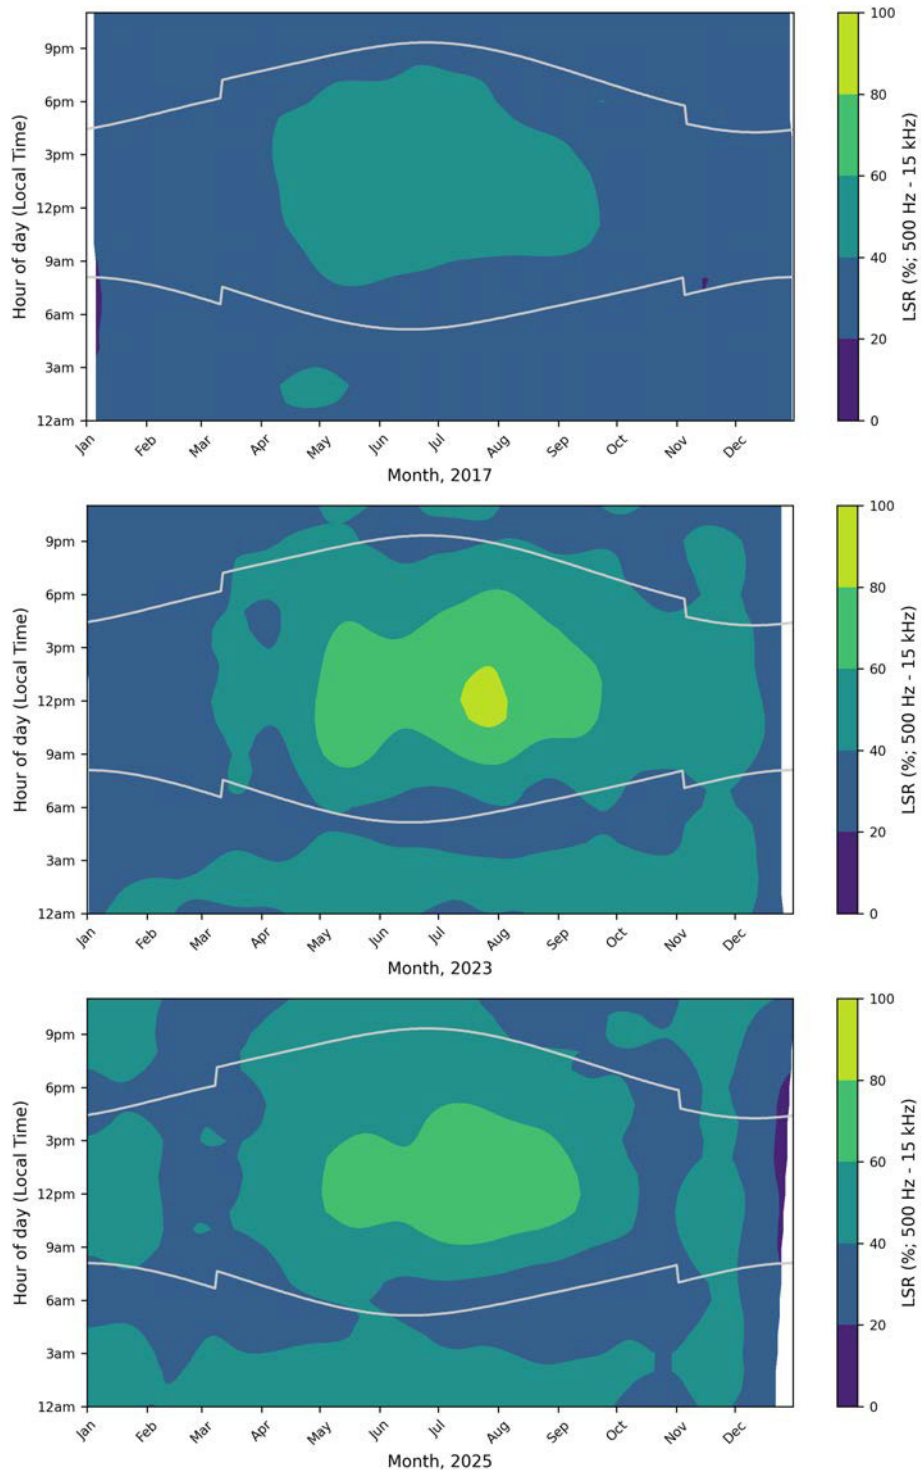 9pm
6pm
3pm
12pm
9am
6am
3am
12am
Hour of day (Local Time)
Jan Feb Mar Apr May Jun Jul Aug Sep Oct Nov Dec
Month, 2017
100
80
60
40
20
0
LSR (%; 500 Hz - 15 kHz)
9pm
6pm
3pm
12pm
9am
6am
3am
12am
Hour of day (Local Time)
Jan Feb Mar Apr May Jun Jul Aug Sep Oct Nov Dec
Month, 2023
100
80
60
40
20
0
LSR (%; 500 Hz - 15 kHz)
9pm
6pm
3pm
12pm
9am
6am
3am
12am
Hour of day (Local Time)
Jan Feb Mar Apr May Jun Jul Aug Sep Oct Nov Dec
Month, 2025
100
80
60
40
20
0
LSR (%; 500 Hz - 15 kHz)